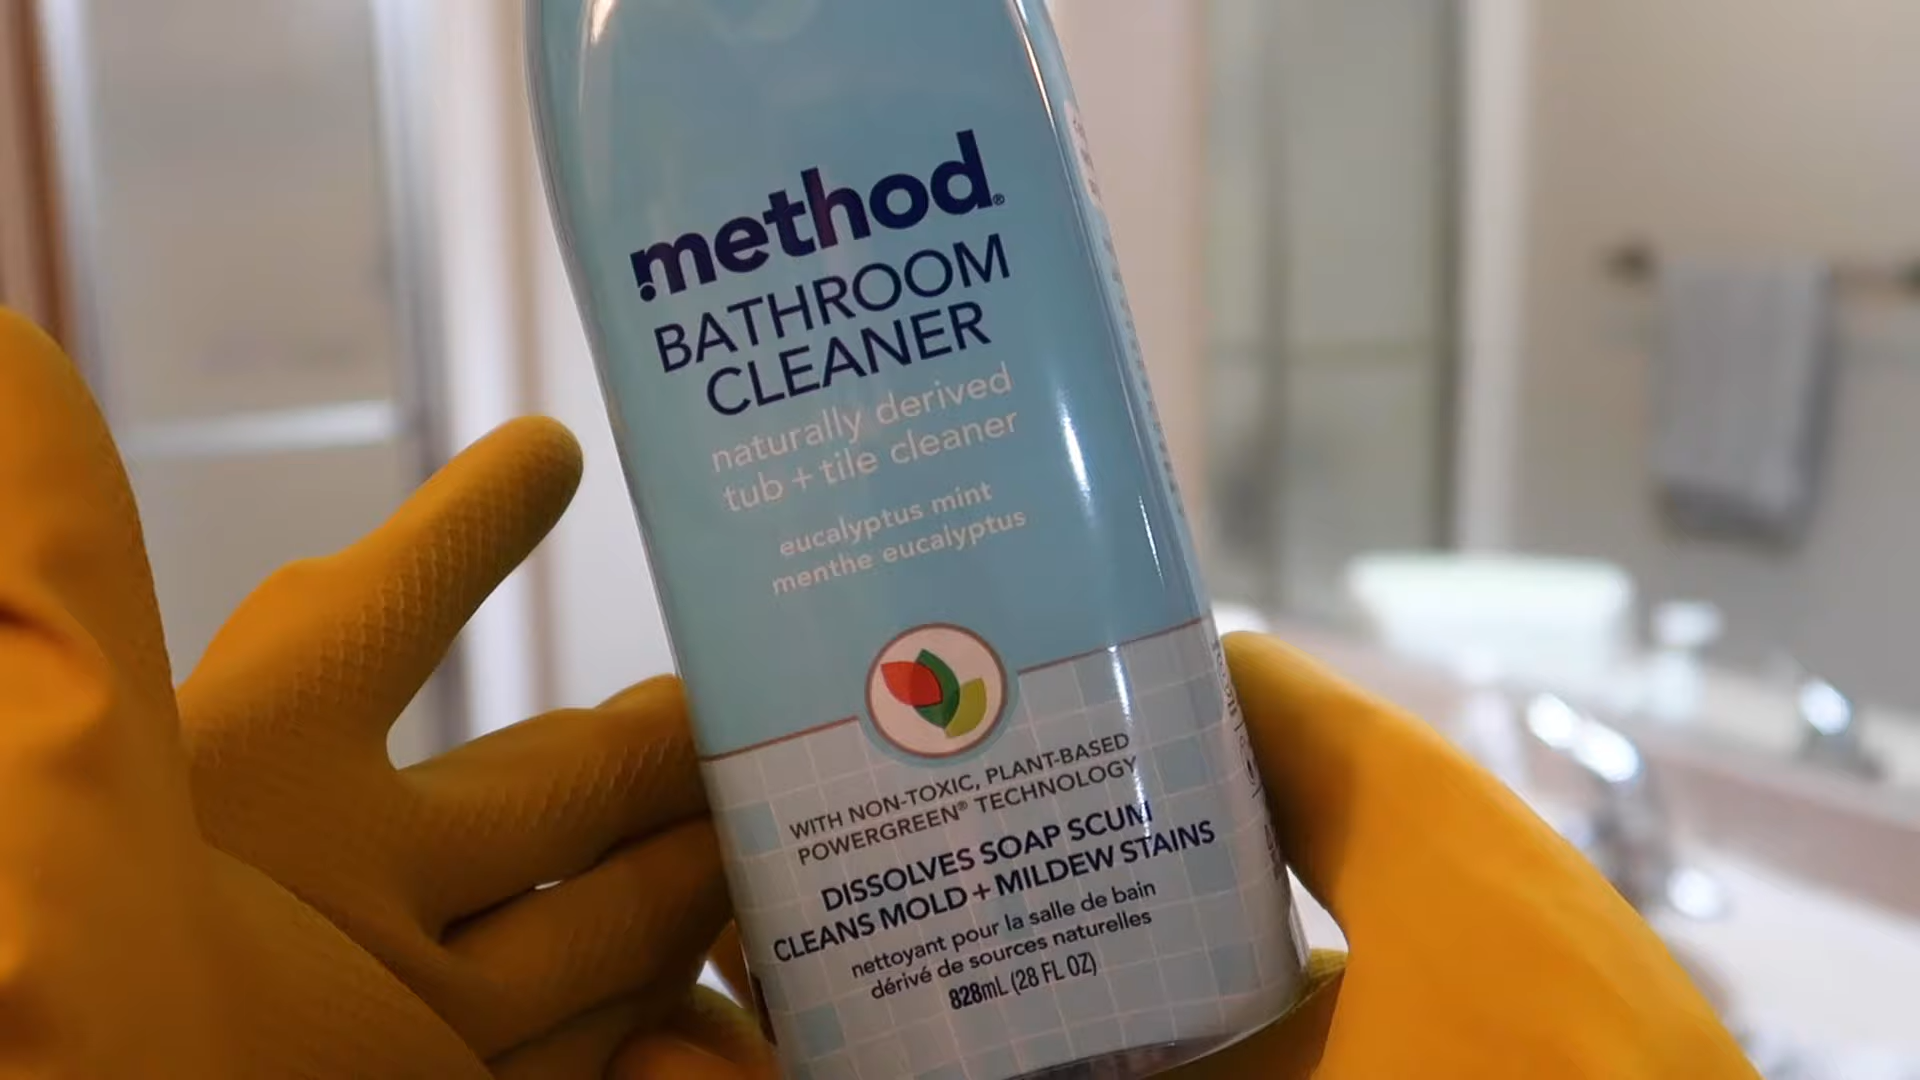 method®
BATHROOM
CLEANER
naturally derived
tub + tile cleaner
eucalyptus mint
menthe eucalyptus
WITH NON-TOXIC, PLANT-BASED
POWERGREEN® TECHNOLOGY
DISSOLVES SOAP SCUM
CLEANS MOLD + MILDEW STAINS
nettoyant pour la salle de bain
dérivé de sources naturelles
828mL (28 FL OZ)